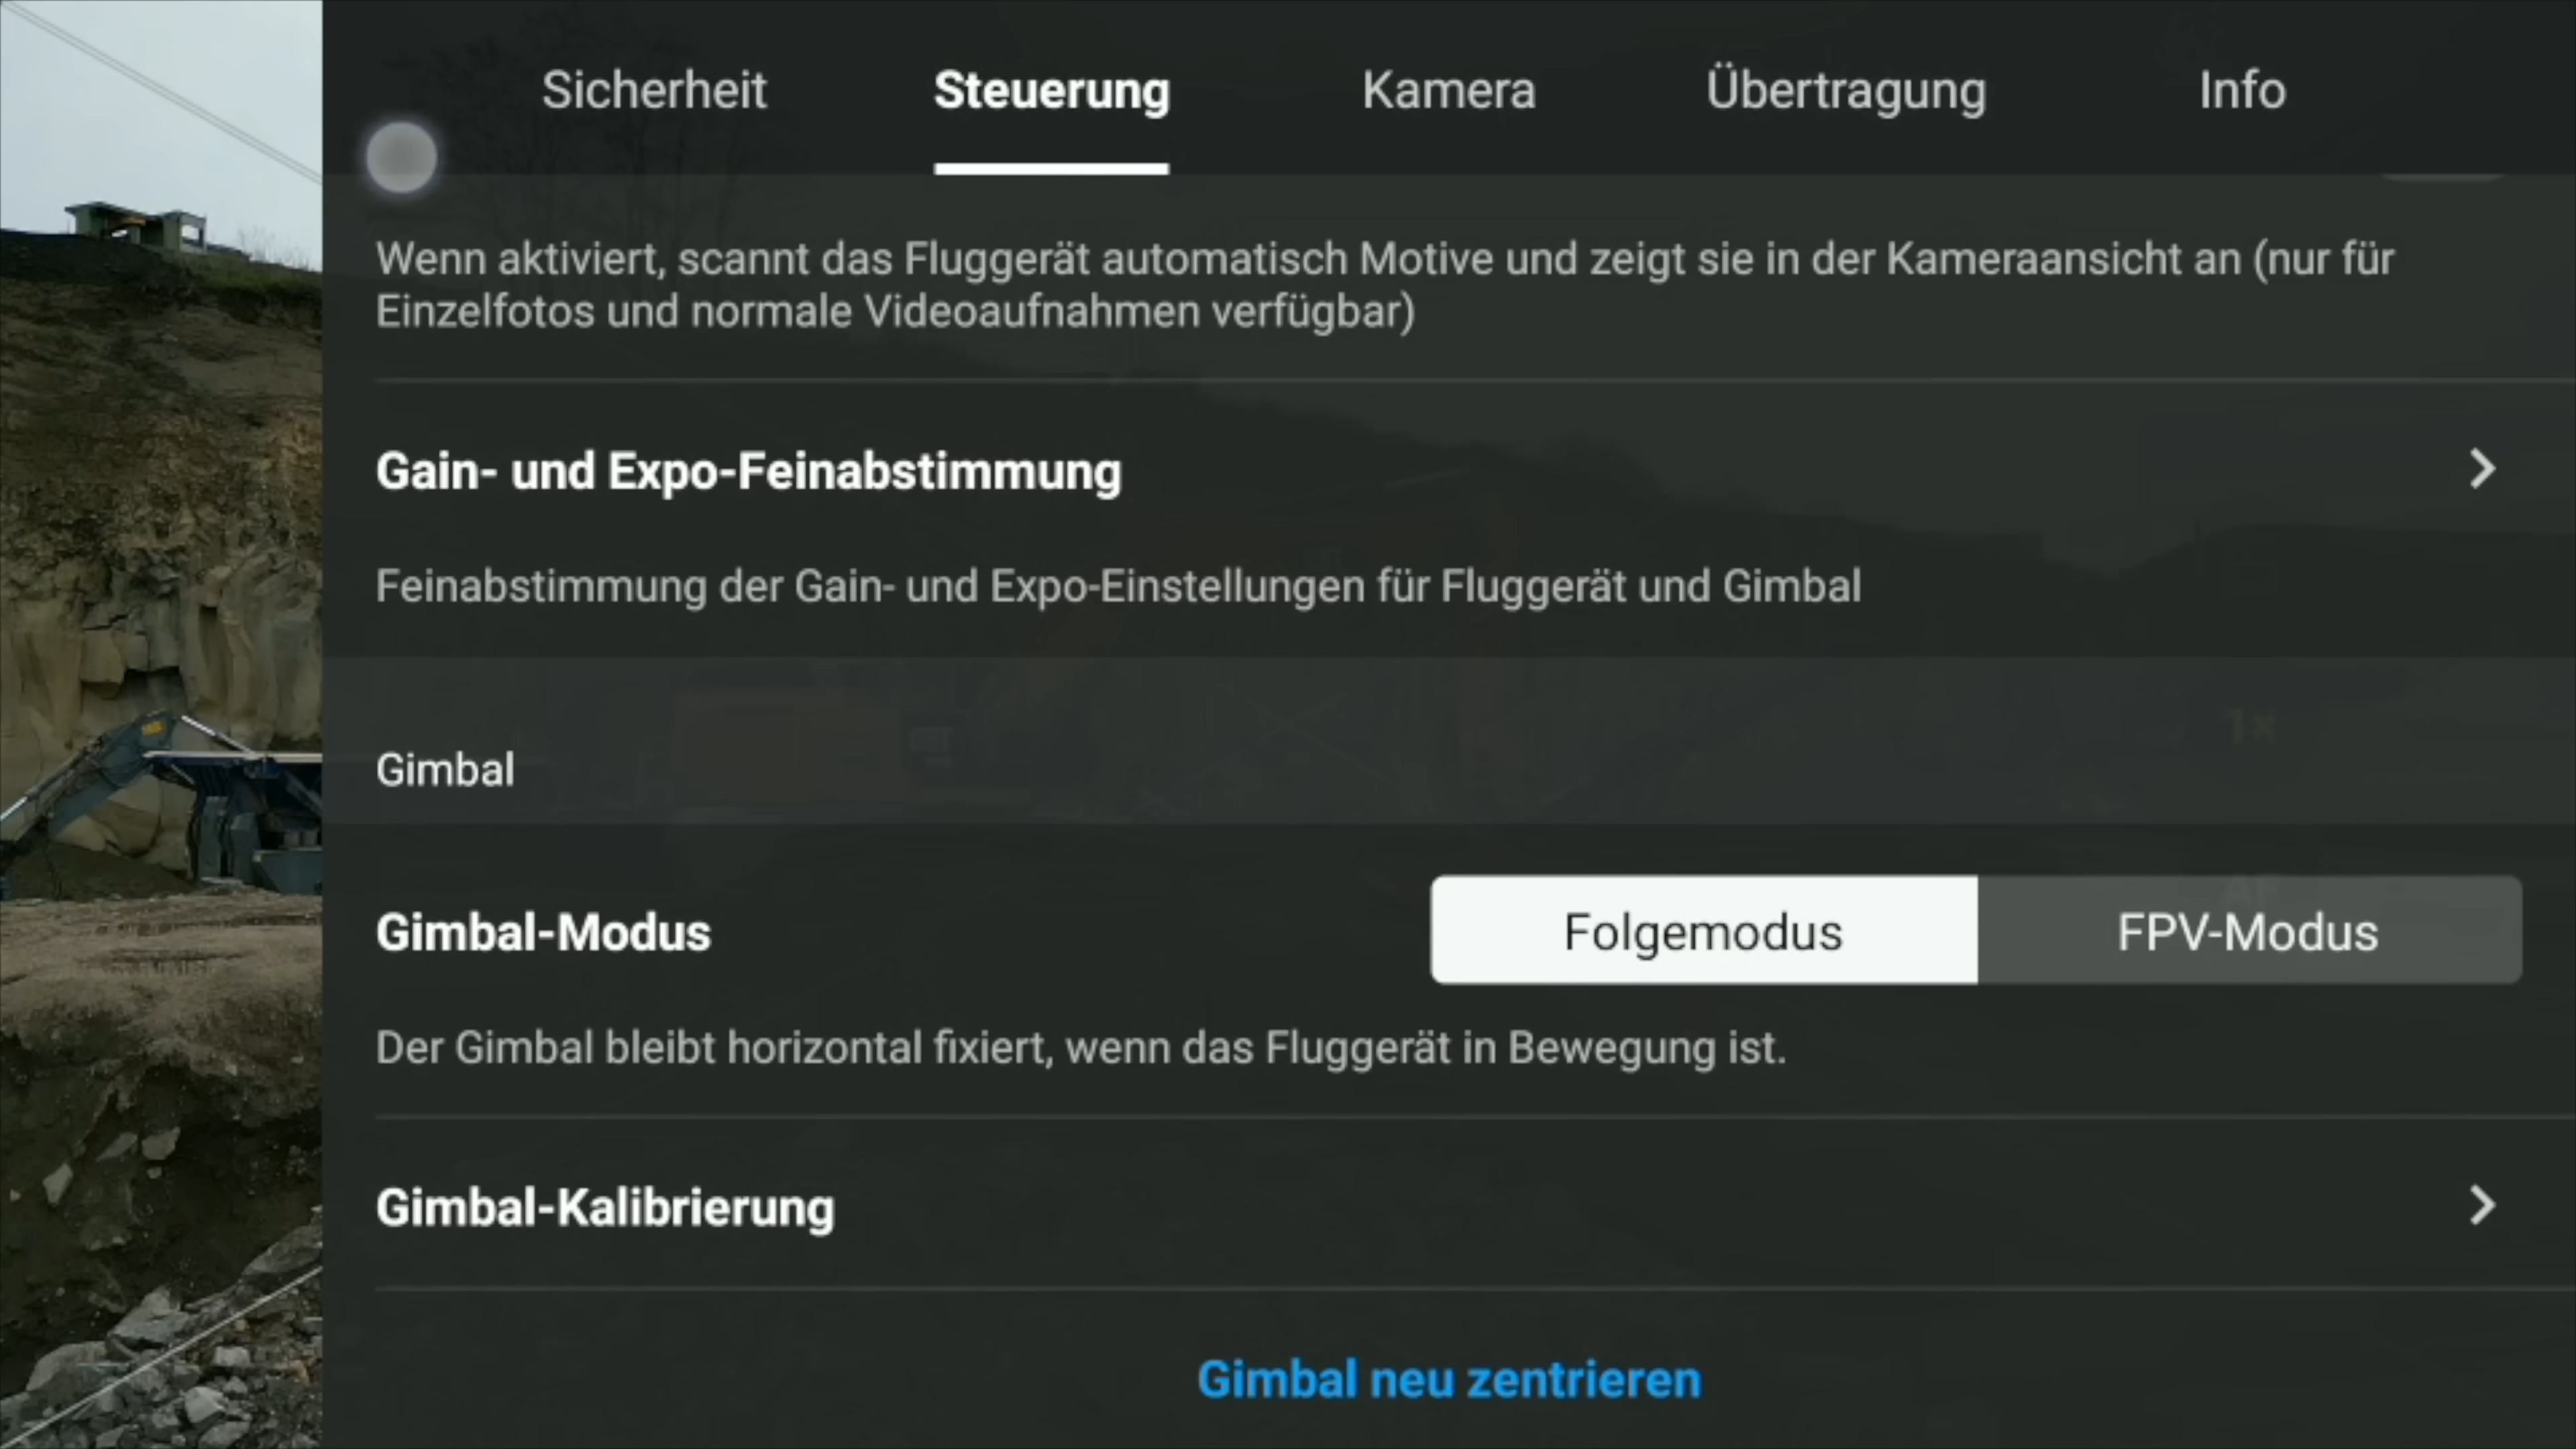 Sicherheit Steuerung Kamera Übertragung Info
Wenn aktiviert, scannt das Fluggerät automatisch Motive und zeigt sie in der Kameraansicht an (nur für
Einzelfotos und normale Videoaufnahmen verfügbar)
Gain- und Expo-Feinabstimmung
Feinabstimmung der Gain- und Expo-Einstellungen für Fluggerät und Gimbal
1x
Gimbal
AF
Gimbal-Modus Folgemodus FPV-Modus
Der Gimbal bleibt horizontal fixiert, wenn das Fluggerät in Bewegung ist.
Gimbal-Kalibrierung
Gimbal neu zentrieren